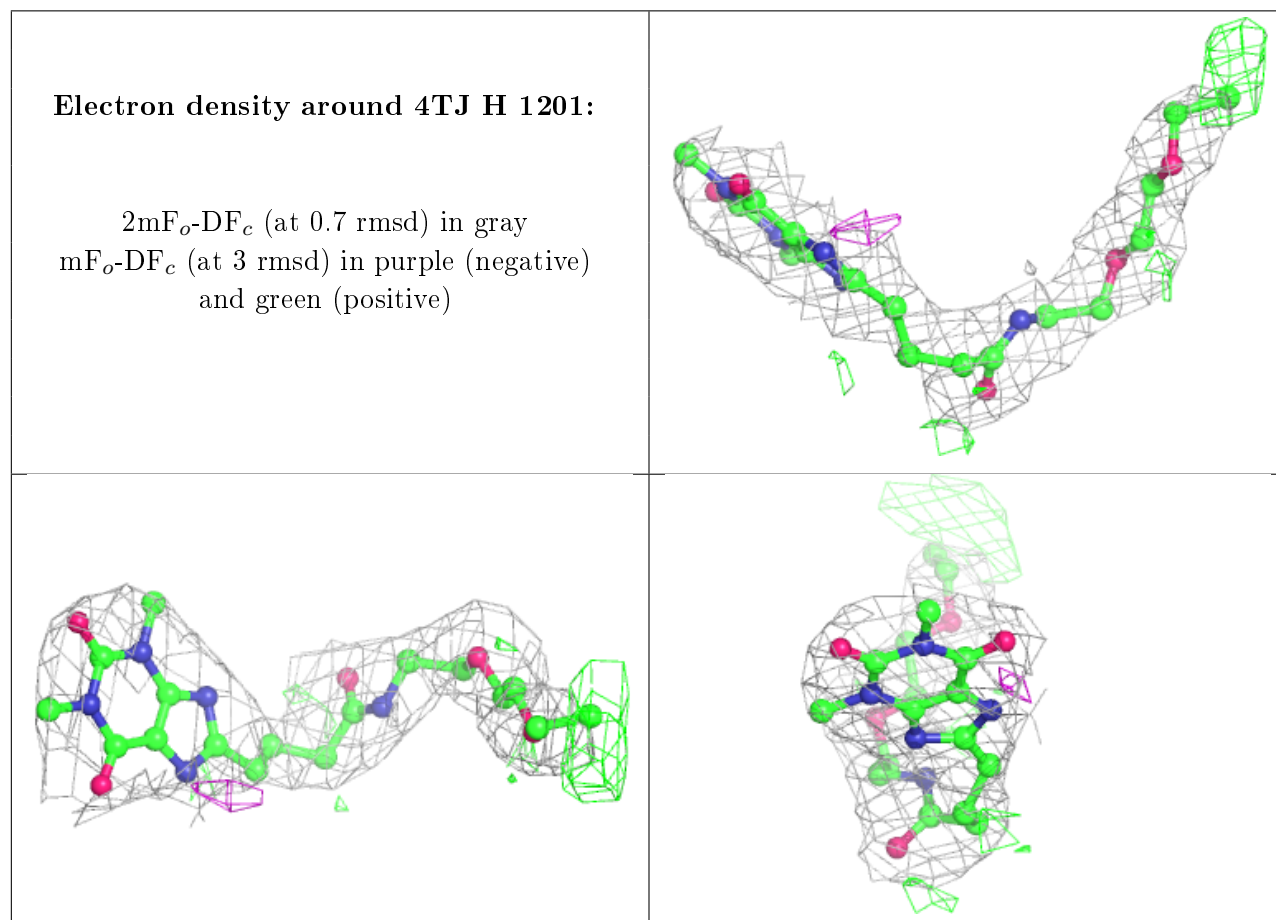 Electron density around 4TJ H 1201:
2mFₒ-DF𝒸 (at 0.7 rmsd) in gray
mFₒ-DF𝒸 (at 3 rmsd) in purple (negative)
and green (positive)